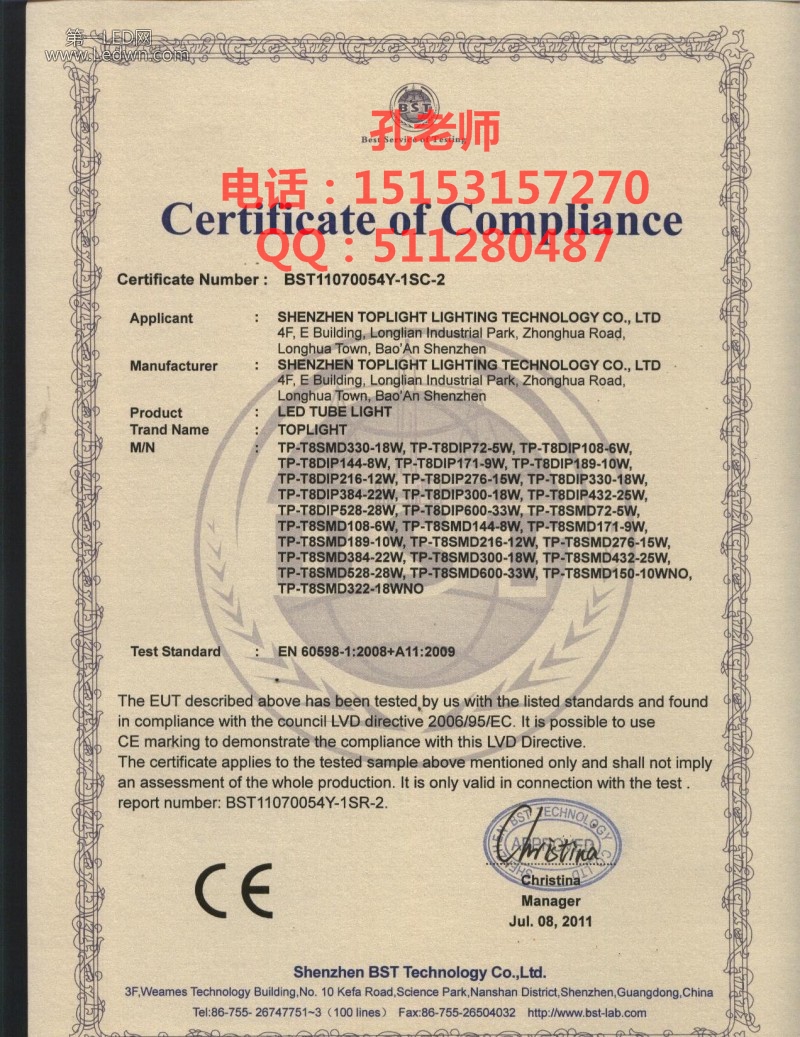 第一LED网
www.Ledwn.com
BST
Best Service of Testing
孔老师
电话：15153157270
Certificate of Compliance
QQ：511280487
Certificate Number : BST11070054Y-1SC-2
Applicant : SHENZHEN TOPLIGHT LIGHTING TECHNOLOGY CO., LTD
4F, E Building, Longlian Industrial Park, Zhonghua Road,
Longhua Town, Bao'An Shenzhen
Manufacturer : SHENZHEN TOPLIGHT LIGHTING TECHNOLOGY CO., LTD
4F, E Building, Longlian Industrial Park, Zhonghua Road,
Longhua Town, Bao'An Shenzhen
Product : LED TUBE LIGHT
Trand Name : TOPLIGHT
M/N : TP-T8SMD330-18W, TP-T8DIP72-5W, TP-T8DIP108-6W,
TP-T8DIP144-8W, TP-T8DIP171-9W, TP-T8DIP189-10W,
TP-T8DIP216-12W, TP-T8DIP276-15W, TP-T8DIP330-18W,
TP-T8DIP384-22W, TP-T8DIP300-18W, TP-T8DIP432-25W,
TP-T8DIP528-28W, TP-T8DIP600-33W, TP-T8SMD72-5W,
TP-T8SMD108-6W, TP-T8SMD144-8W, TP-T8SMD171-9W,
TP-T8SMD189-10W, TP-T8SMD216-12W, TP-T8SMD276-15W,
TP-T8SMD384-22W, TP-T8SMD300-18W, TP-T8SMD432-25W,
TP-T8SMD528-28W, TP-T8SMD600-33W, TP-T8SMD150-10WNO,
TP-T8SMD322-18WNO
Test Standard : EN 60598-1:2008+A11:2009
The EUT described above has been tested by us with the listed standards and found
in compliance with the council LVD directive 2006/95/EC. It is possible to use
CE marking to demonstrate the compliance with this LVD Directive.
The certificate applies to the tested sample above mentioned only and shall not imply
an assessment of the whole production. It is only valid in connection with the test .
report number: BST11070054Y-1SR-2.
SHENZHEN BST TECHNOLOGY CO.,LTD
APPROVED
Christina
CE
Christina
Manager
Jul. 08, 2011
Shenzhen BST Technology Co.,Ltd.
3F,Weames Technology Building,No. 10 Kefa Road,Science Park,Nanshan District,Shenzhen,Guangdong,China
Tel:86-755- 26747751~3（100 lines） Fax:86-755-26504032 http://www.bst-lab.com